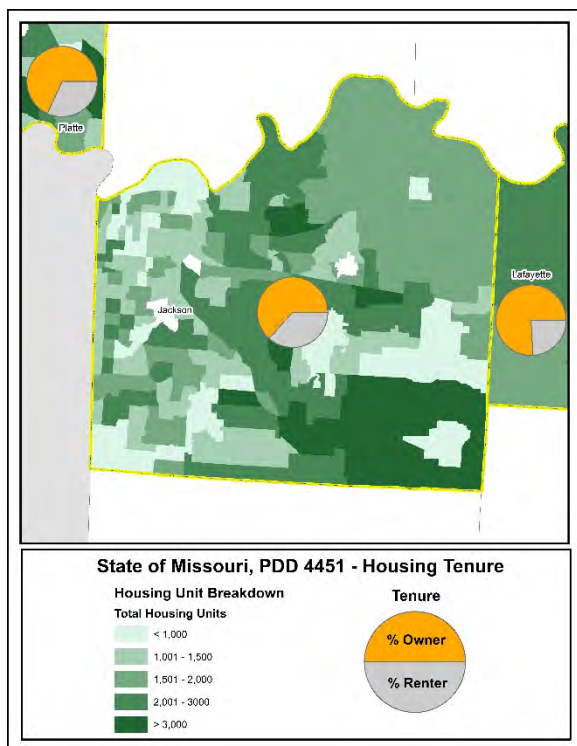 Platte
Jackson
Lafayette
State of Missouri, PDD 4451 - Housing Tenure
Housing Unit Breakdown
Total Housing Units
< 1,000
1,001 - 1,500
1,501 - 2,000
2,001 - 3000
> 3,000
Tenure
% Owner
% Renter